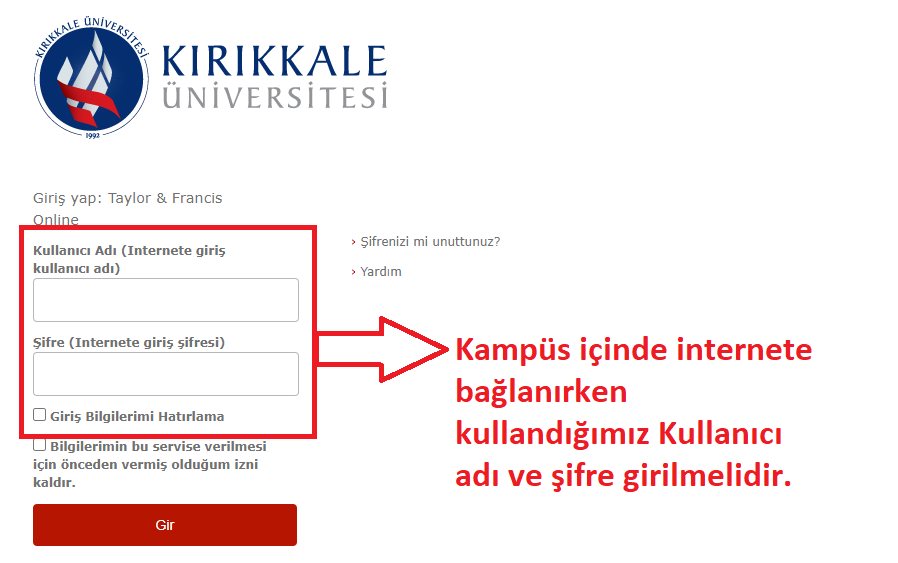 KIRIKKALE ÜNİVERSİTESİ
1992
KIRIKKALE
ÜNİVERSİTESİ
Giriş yap: Taylor & Francis
Online
Kullanıcı Adı (Internete giriş
kullanıcı adı)
Şifre (Internete giriş şifresi)
Giriş Bilgilerimi Hatırlama
Bilgilerimin bu servise verilmesi
için önceden vermiş olduğum izni
kaldır.
Gir
› Şifrenizi mi unuttunuz?
› Yardım
Kampüs içinde internete
bağlanırken
kullandığımız Kullanıcı
adı ve şifre girilmelidir.